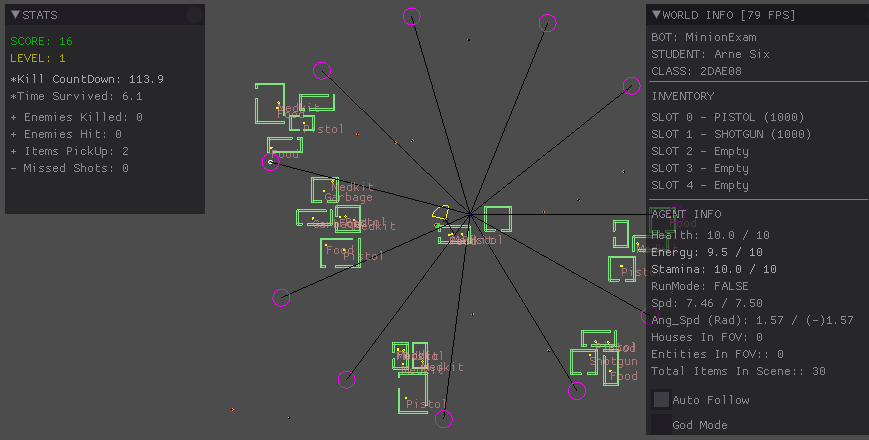 STATS
SCORE: 16
LEVEL: 1
*Kill CountDown: 113.9
*Time Survived: 6.1
+ Enemies Killed: 0
+ Enemies Hit: 0
+ Items PickUp: 2
- Missed Shots: 0
Medkit
Food
Pistol
Food
Medkit
Garbage
Pistol
Medkit
Food
Pistol
Pistol
Medkit
Medkit
Pistol
Shotgun
Food
WORLD INFO [79 FPS]
BOT: MinionExam
STUDENT: Arne Six
CLASS: 2DAE08
INVENTORY
SLOT 0 - PISTOL (1000)
SLOT 1 - SHOTGUN (1000)
SLOT 2 - Empty
SLOT 3 - Empty
SLOT 4 - Empty
AGENT INFO
Food
Health: 10.0 / 10
Energy: 9.5 / 10
Stamina: 10.0 / 10
RunMode: FALSE
Spd: 7.46 / 7.50
Ang_Spd (Rad): 1.57 / (-)1.57
Houses In FOV: 0
Entities In FOV:: 0
Total Items In Scene:: 30
Auto Follow
God Mode